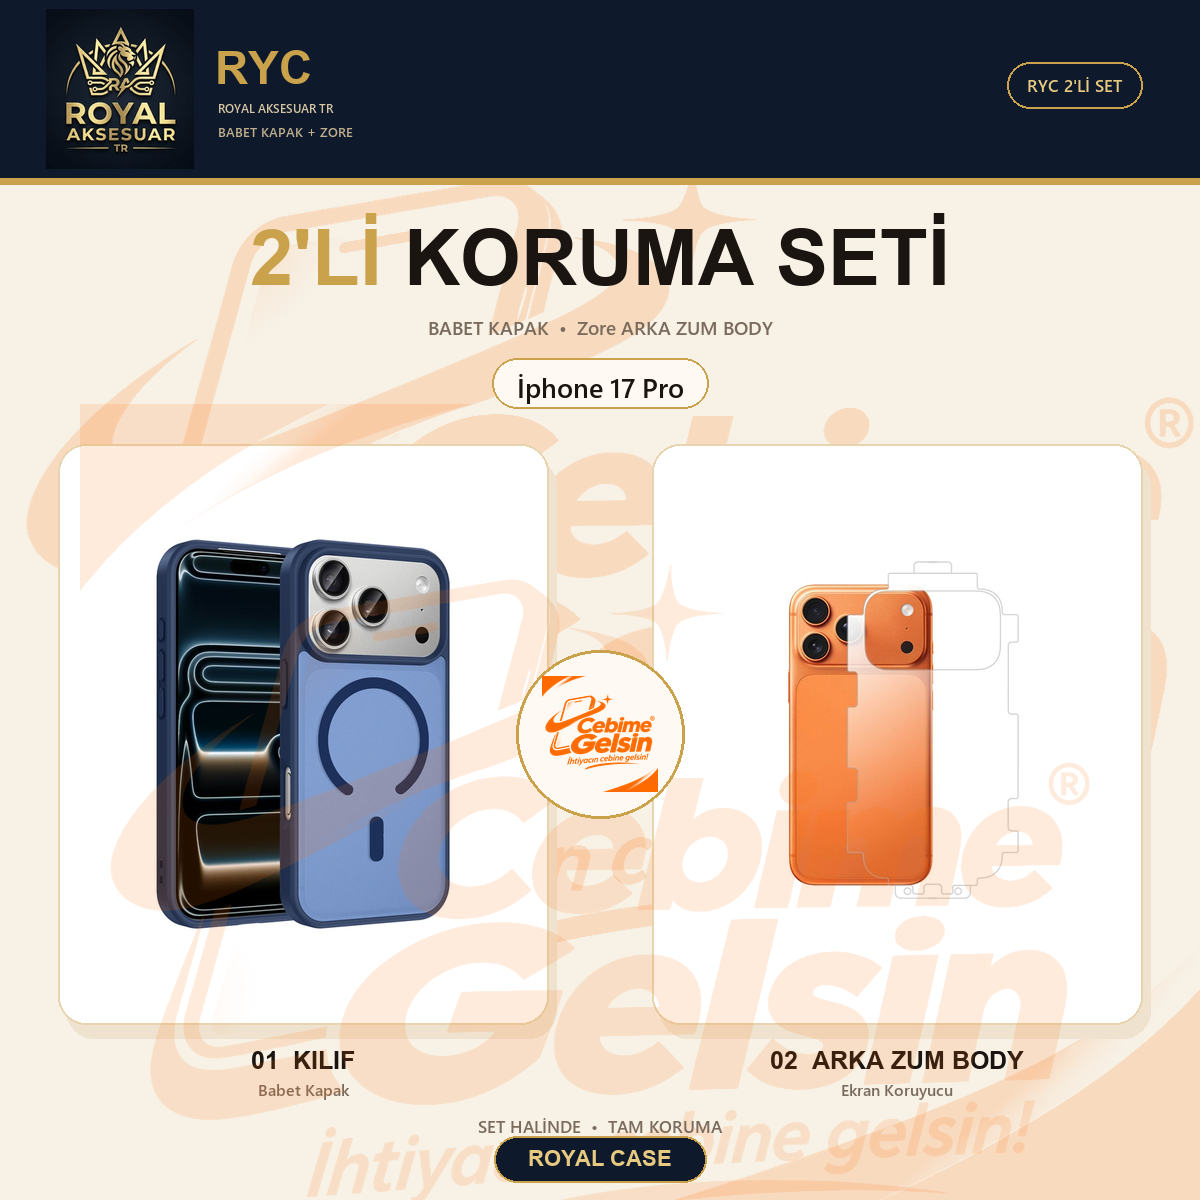 ROYAL
AKSESUAR
TR
RYC
ROYAL AKSESUAR TR
BABET KAPAK + ZORE
RYC 2'Lİ SET
2'Lİ KORUMA SETİ
BABET KAPAK • Zore ARKA ZUM BODY
İphone 17 Pro
®
Cebime®
Gelsin
İhtiyacın cebine gelsin!
Cebime®
Gelsin
01 KILIF
Babet Kapak
02 ARKA ZUM BODY
Ekran Koruyucu
SET HALİNDE • TAM KORUMA
ROYAL CASE